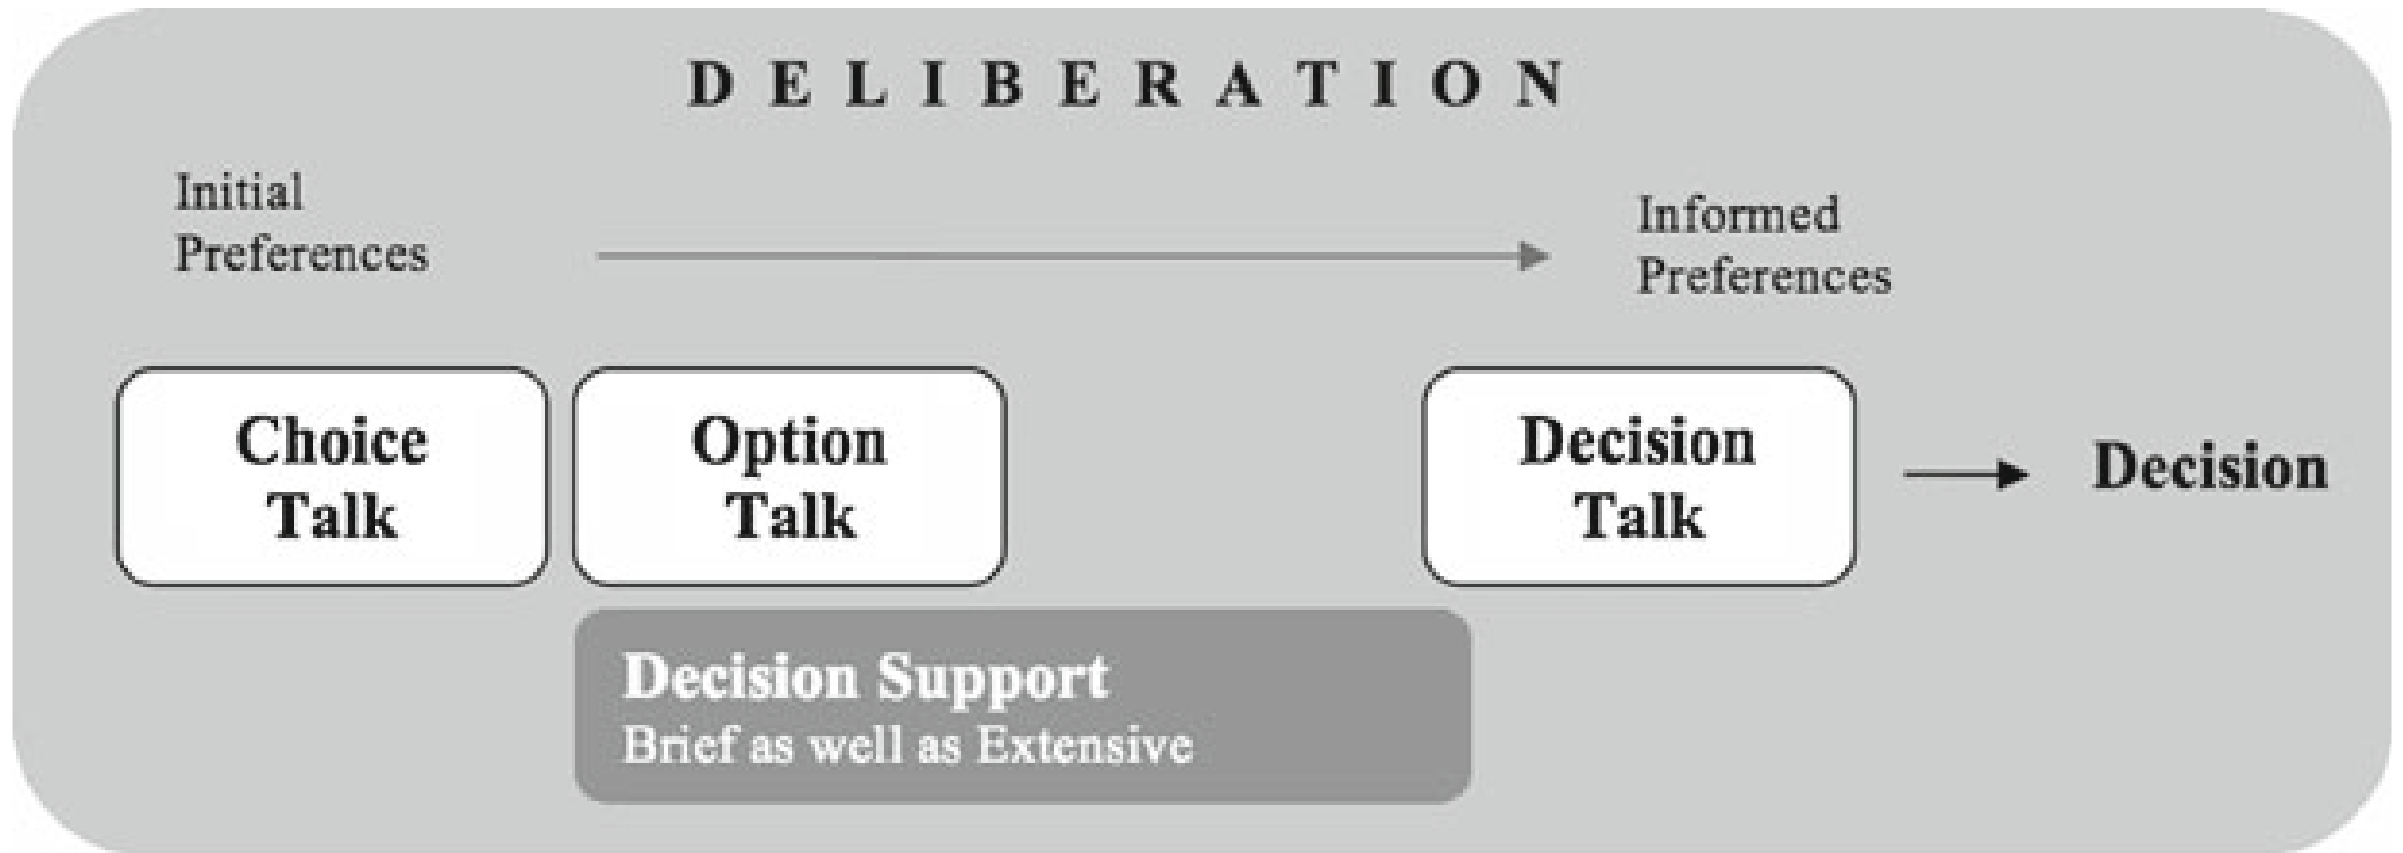 DELIBERATION
Initial
Preferences
Informed
Preferences
Choice
Talk
Option
Talk
Decision
Talk
Decision
Decision Support
Brief as well as Extensive